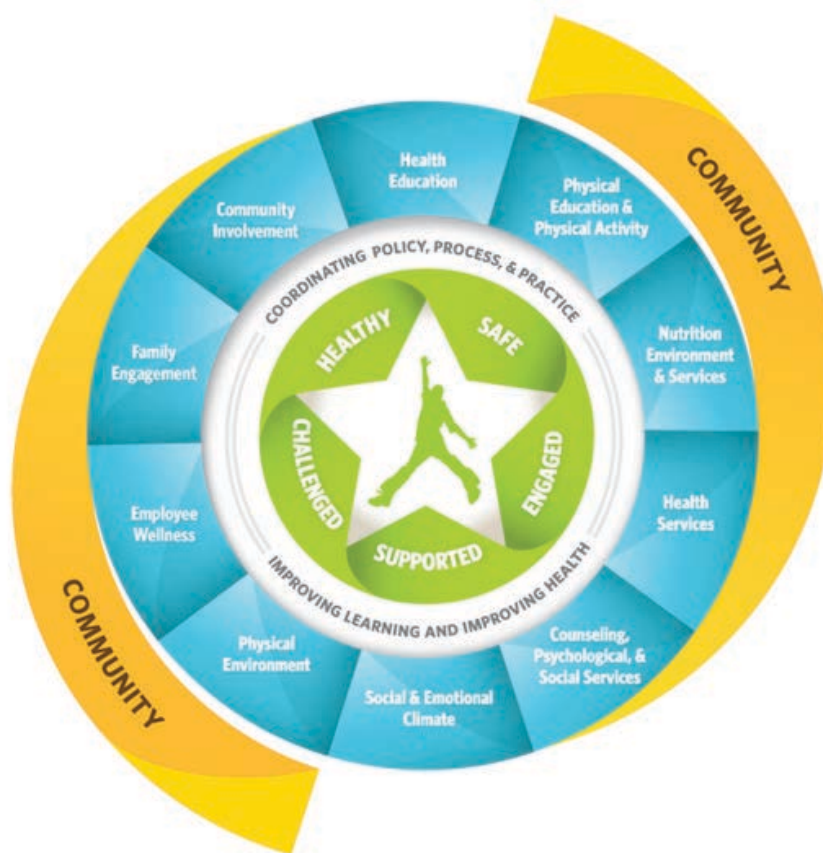 COMMUNITY
Health
Education
Physical
Education &
Physical Activity
Nutrition
Environment
& Services
Health
Services
Counseling,
Psychological, &
Social Services
Social & Emotional
Climate
Physical
Environment
Employee
Wellness
Family
Engagement
Community
Involvement
COORDINATING POLICY, PROCESS, & PRACTICE
IMPROVING LEARNING AND IMPROVING HEALTH
HEALTHY
SAFE
ENGAGED
SUPPORTED
CHALLENGED
COMMUNITY